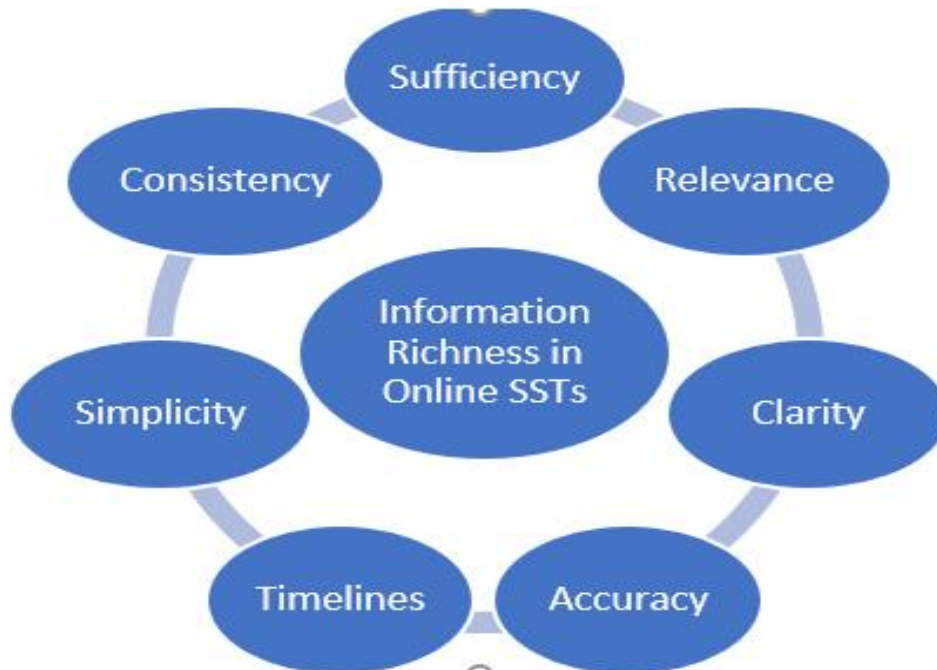 Sufficiency
Consistency
Relevance
Information
Richness in
Online SSTs
Simplicity
Clarity
Timelines
Accuracy